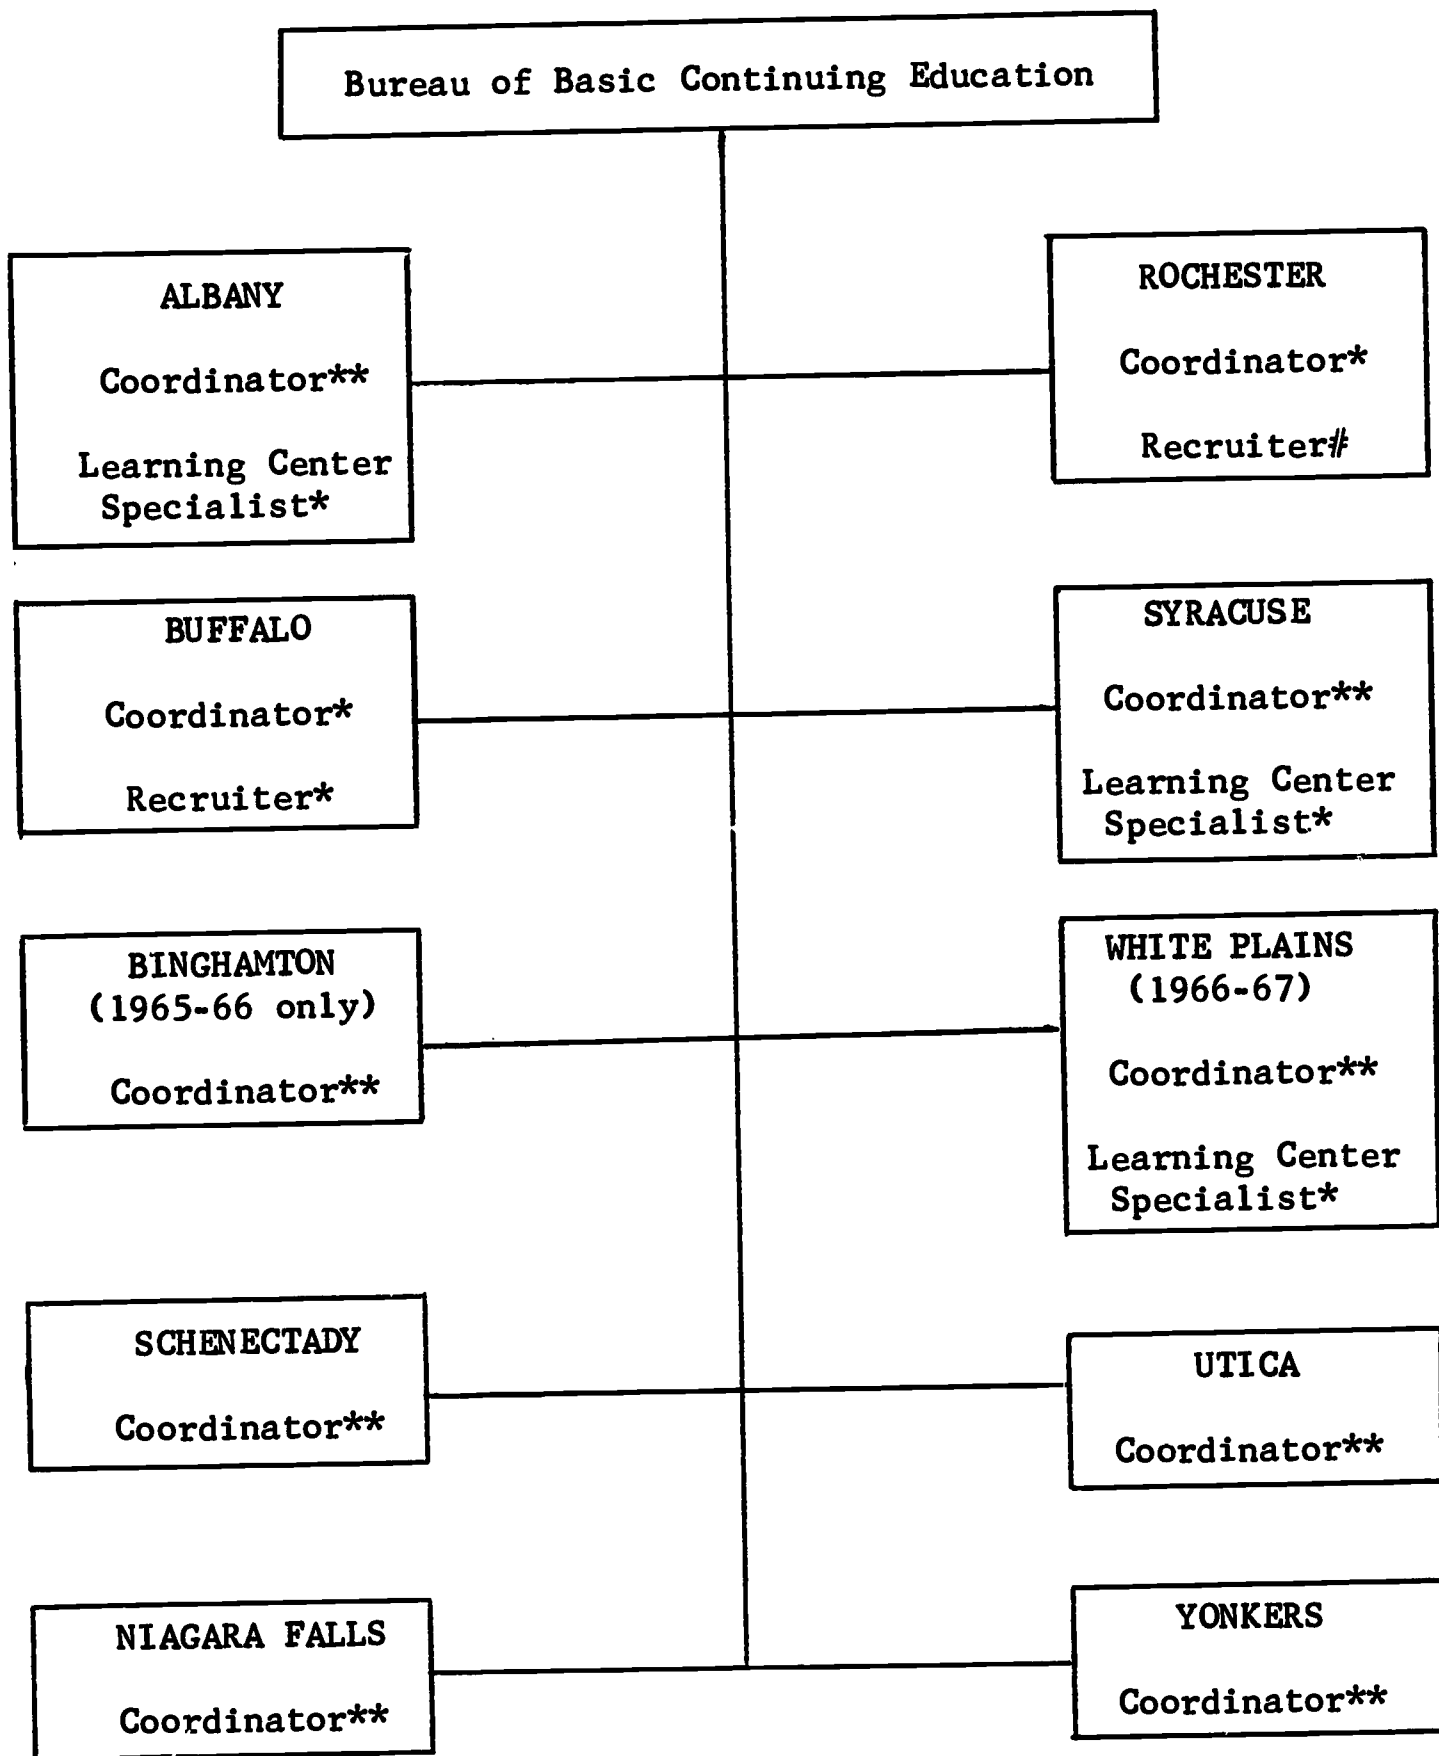 Bureau of Basic Continuing Education
ALBANY
Coordinator**
Learning Center
Specialist*
ROCHESTER
Coordinator*
Recruiter#
BUFFALO
Coordinator*
Recruiter*
SYRACUSE
Coordinator**
Learning Center
Specialist*
BINGHAMTON
(1965-66 only)
Coordinator**
WHITE PLAINS
(1966-67)
Coordinator**
Learning Center
Specialist*
SCHENECTADY
Coordinator**
UTICA
Coordinator**
NIAGARA FALLS
Coordinator**
YONKERS
Coordinator**